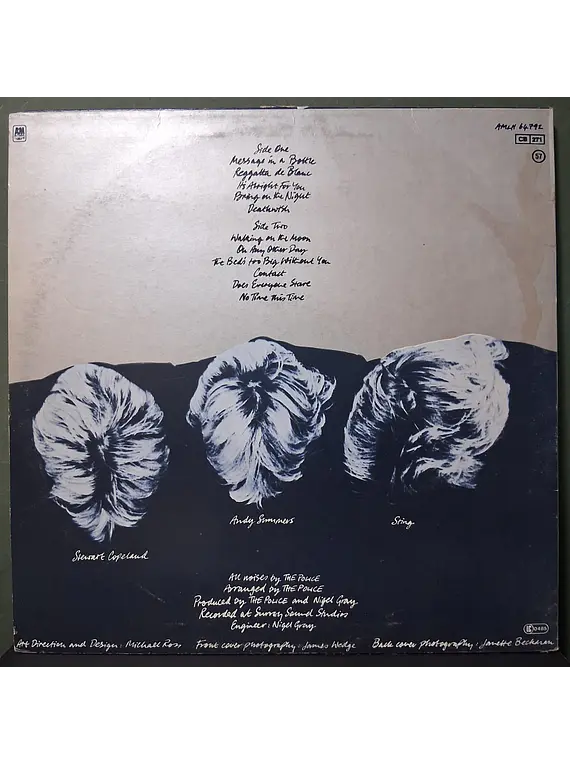 AMLH 64792
CB 271
57
Side One
Message in a Bottle
Reggatta de Blanc
It's Alright For You
Bring on the Night
Deathwish
Side Two
Walking on the Moon
On Any Other Day
The Bed's too Big Without You
Contact
Does Everyone Stare
No Time This Time
Andy Summers
Sting
Stewart Copeland
All noises by THE POLICE
Arranged by THE POLICE
Produced by THE POLICE and Nigel Gray
Recorded at Surrey Sound Studios
Engineer: Nigel Gray
Art Direction and Design: Michael Ross Front cover photography: James Wedge Back cover photography: Janette Beckman